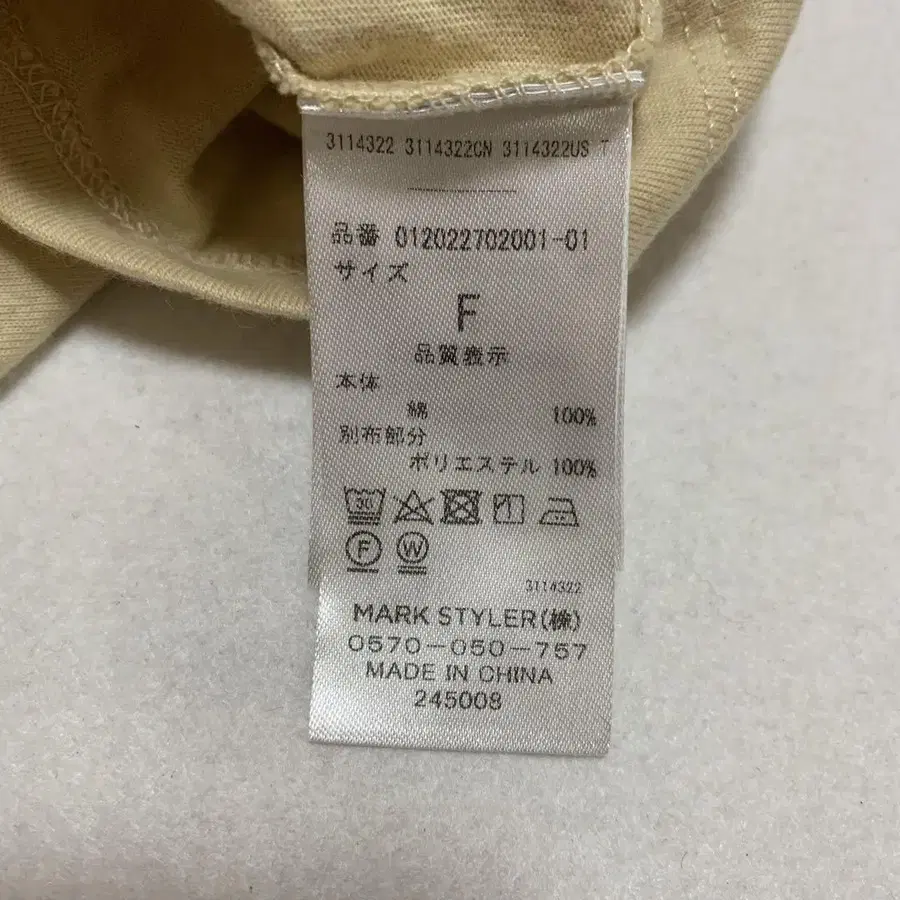 3114322 3114322CN 3114322US T
品番 012022702001-01
サイズ
F
品質表示
本体
綿 100%
別布部分
ポリエステル 100%
30
F W
3114322
MARK STYLER(株)
0570-050-757
MADE IN CHINA
245008